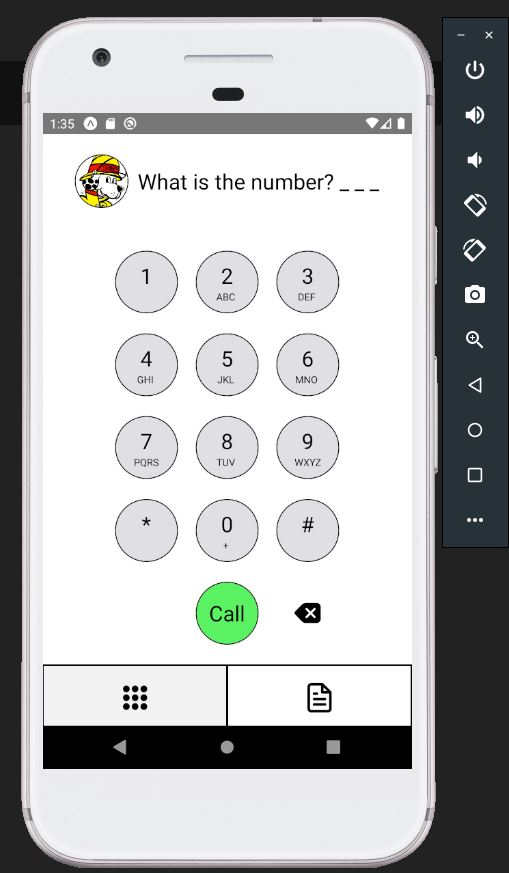 1:35
What is the number? _ _ _
1 2 3
ABC DEF
4 5 6
GHI JKL MNO
7 8 9
PQRS TUV WXYZ
* 0 #
+
Call